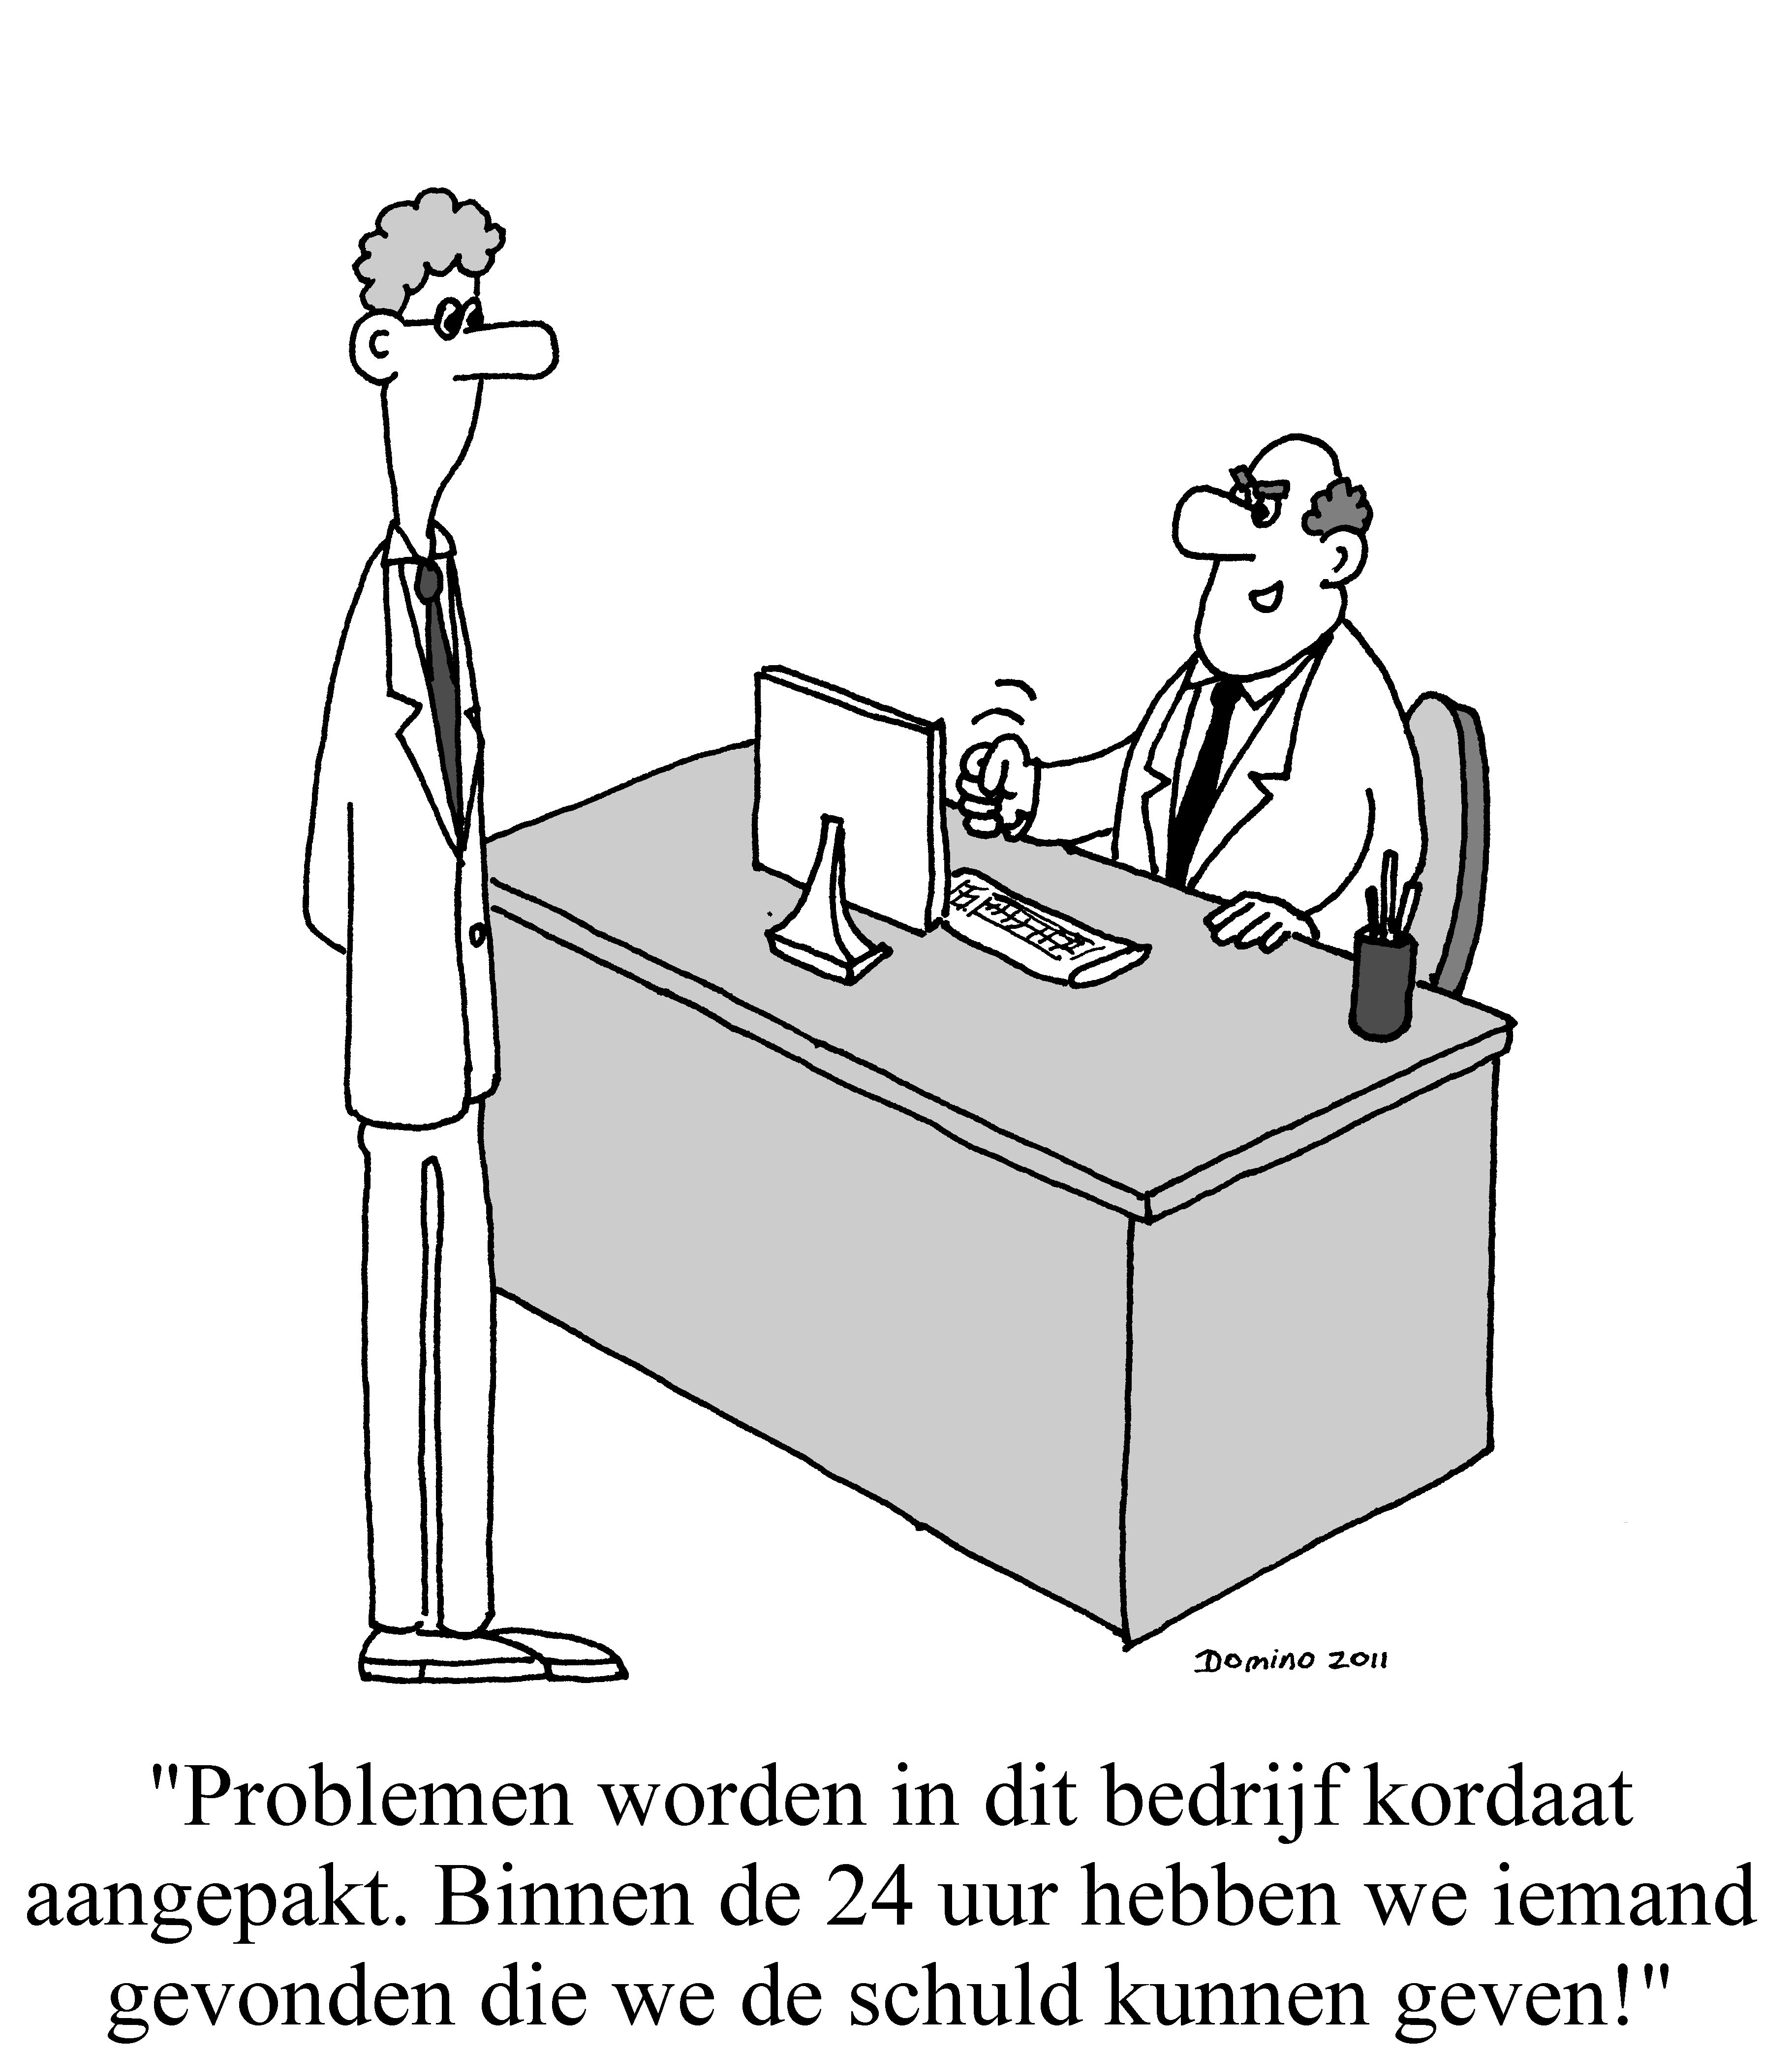 Domino 2011
"Problemen worden in dit bedrijf kordaat
aangepakt. Binnen de 24 uur hebben we iemand
gevonden die we de schuld kunnen geven!"